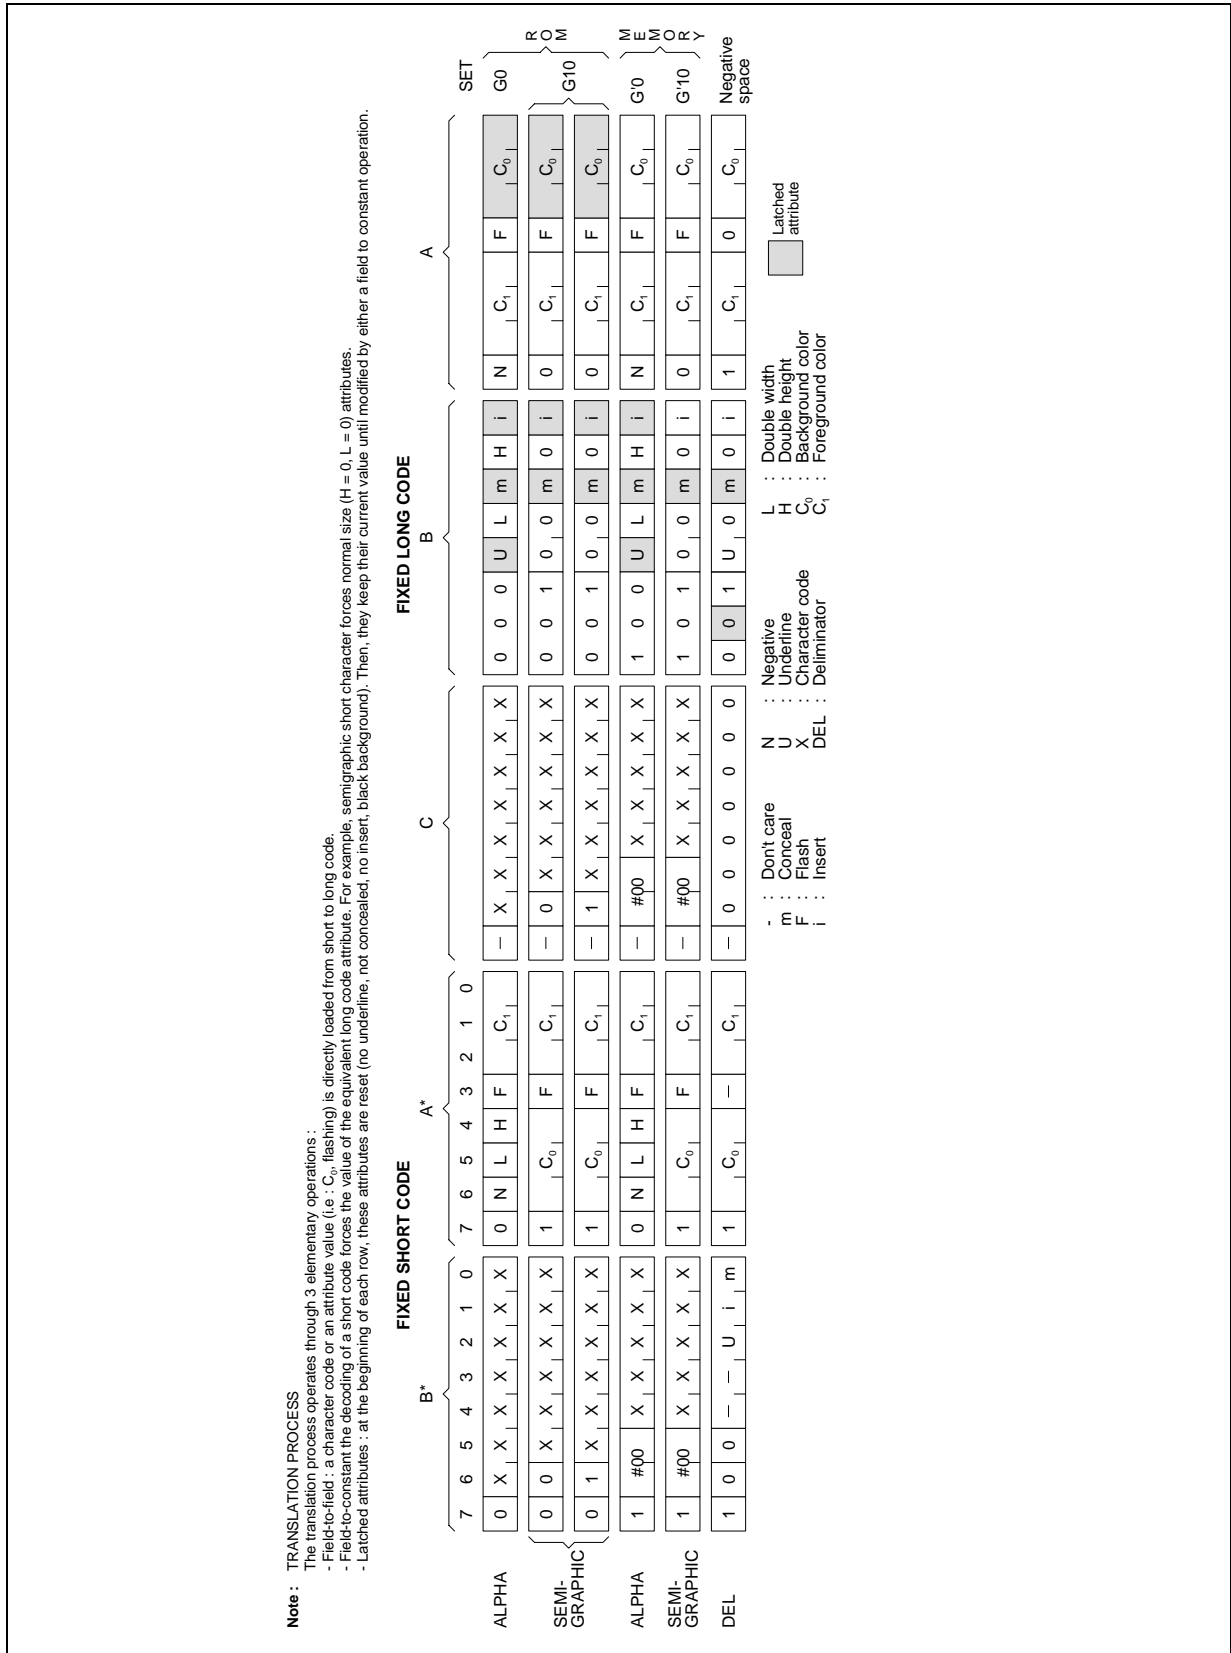 Note : TRANSLATION PROCESS
The translation process operates through 3 elementary operations :
- Field-to-field : a character code or an attribute value (i.e : C0, flashing) is directly loaded from short to long code.
- Field-to-constant the decoding of a short code forces the value of the equivalent long code attribute. For example, semigraphic short character forces normal size (H = 0, L = 0) attributes.
- Latched attributes : at the beginning of each row, these attributes are reset (no underline, not concealed, no insert, black background). Then, they keep their current value until modified by either a field to constant operation.
FIXED SHORT CODE FIXED LONG CODE
B* A* C B A
7 6 5 4 3 2 1 0 7 6 5 4 3 2 1 0 SET
ALPHA 0 X X X X X X X 0 N L H F C1 – X X X X X X X 0 0 0 U L m H i N C1 F C0 G0
SEMI-GRAPHIC 0 0 X X X X X X 1 C0 F C1 – 0 X X X X X X 0 0 1 0 0 m 0 i 0 C1 F C0 G10
0 1 X X X X X X 1 C0 F C1 – 1 X X X X X X 0 0 1 0 0 m 0 i 0 C1 F C0
ROM
ALPHA 1 #00 X X X X X 0 N L H F C1 – #00 X X X X X 1 0 0 U L m H i N C1 F C0 G'0
SEMI-GRAPHIC 1 #00 X X X X X 1 C0 F C1 – #00 X X X X X 1 0 1 0 0 m 0 i 0 C1 F C0 G'10
MEMORY
DEL 1 0 0 – – U i m 1 C0 – C1 – 0 0 0 0 0 0 0 0 0 1 U 0 m 0 i 1 C1 0 C0 Negative space
- : Don't care N : Negative L : Double width Latched attribute
m : Conceal U : Underline H : Double height
F : Flash X : Character code C0 : Background color
i : Insert DEL : Deliminator C1 : Foreground color